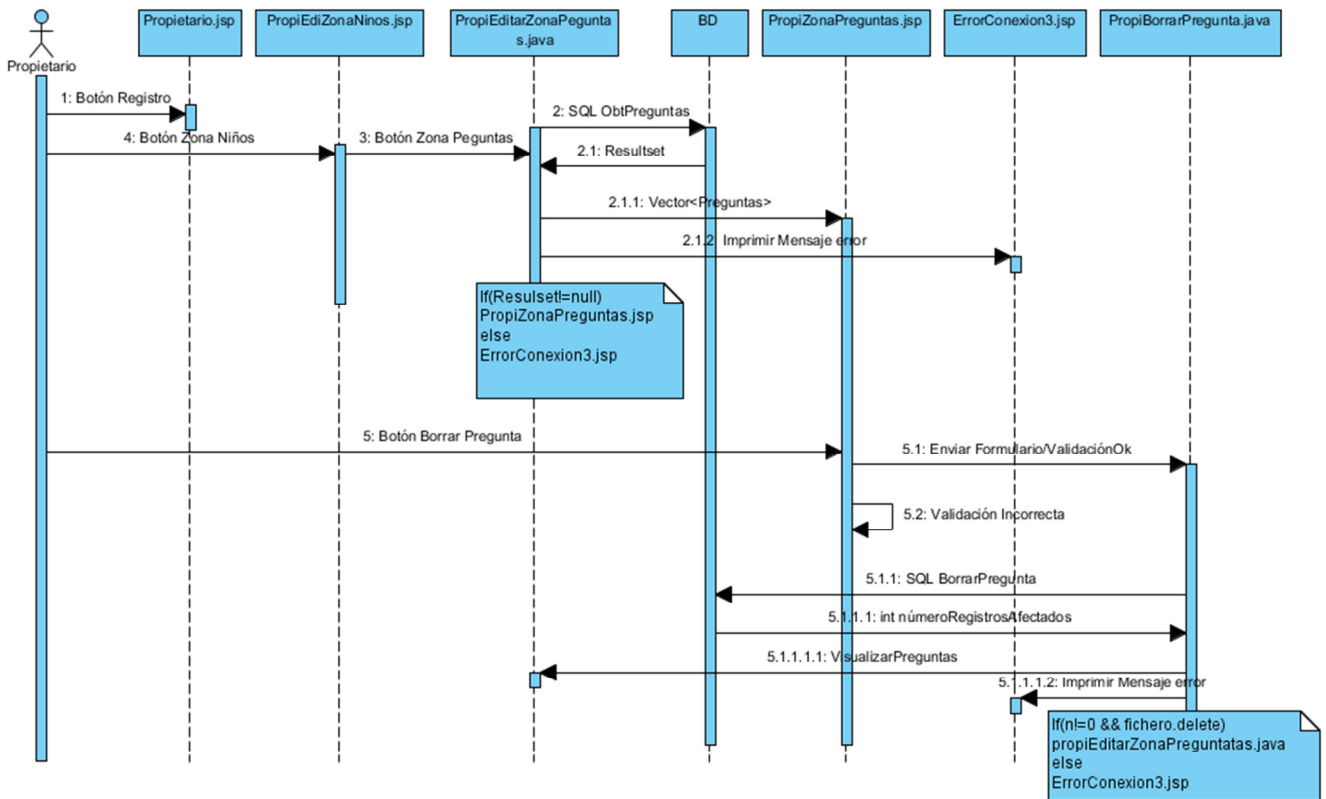 Propietario.jsp
PropiEdiZonaNinos.jsp
PropiEditarZonaPegunta
s.java
BD
PropiZonaPreguntas.jsp
ErrorConexion3.jsp
PropiBorrarPregunta.java
Propietario
1: Botón Registro
2: SQL ObtPreguntas
4: Botón Zona Niños
3: Botón Zona Peguntas
2.1: Resultset
2.1.1: Vector<Preguntas>
2.1.2: Imprimir Mensaje error
If(Resulset!=null)
PropiZonaPreguntas.jsp
else
ErrorConexion3.jsp
5: Botón Borrar Pregunta
5.1: Enviar Formulario/ValidaciónOk
5.2: Validación Incorrecta
5.1.1: SQL BorrarPregunta
5.1.1.1: int númeroRegistrosAfectados
5.1.1.1.1: VisualizarPreguntas
5.1.1.1.2: Imprimir Mensaje error
If(n!=0 && fichero.delete)
propiEditarZonaPreguntatas.java
else
ErrorConexion3.jsp